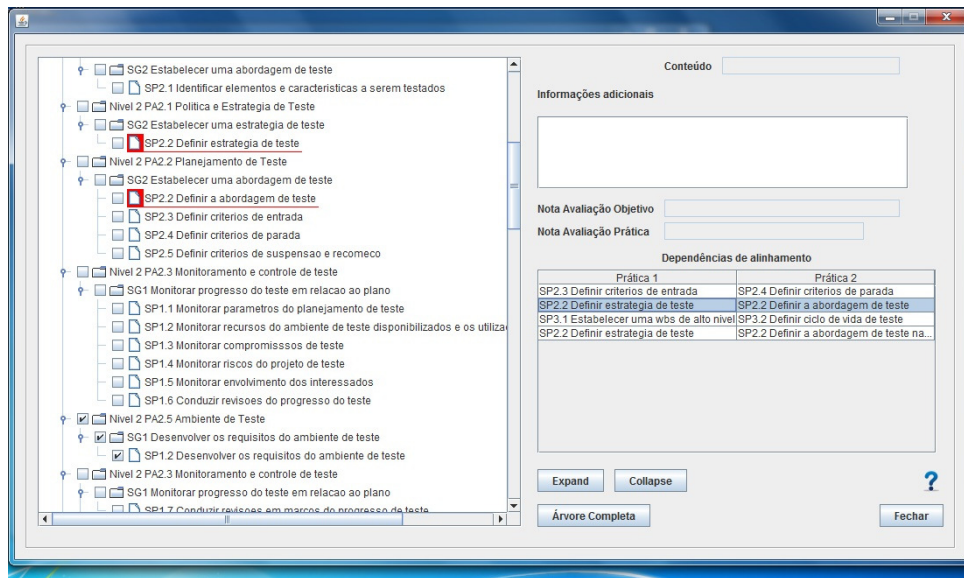 SG2 Estabelecer uma abordagem de teste
SP2.1 Identificar elementos e caracteristicas a serem testados
Nivel 2 PA2.1 Politica e Estrategia de Teste
SG2 Estabelecer uma estrategia de teste
SP2.2 Definir estrategia de teste
Nivel 2 PA2.2 Planejamento de Teste
SG2 Estabelecer uma abordagem de teste
SP2.2 Definir a abordagem de teste
SP2.3 Definir criterios de entrada
SP2.4 Definir criterios de parada
SP2.5 Definir criterios de suspensao e recomeco
Nivel 2 PA2.3 Monitoramento e controle de teste
SG1 Monitorar progresso do teste em relacao ao plano
SP1.1 Monitorar parametros do planejamento de teste
SP1.2 Monitorar recursos do ambiente de teste disponibilizados e os utiliza
SP1.3 Monitorar compromisssos de teste
SP1.4 Monitorar riscos do projeto de teste
SP1.5 Monitorar envolvimento dos interessados
SP1.6 Conduzir revisoes do progresso do teste
Nivel 2 PA2.5 Ambiente de Teste
SG1 Desenvolver os requisitos do ambiente de teste
SP1.2 Desenvolver os requisitos do ambiente de teste
Nivel 2 PA2.3 Monitoramento e controle de teste
SG1 Monitorar progresso do teste em relacao ao plano
SP1.7 Conduzir revisoes em marcos do progresso de teste
Conteúdo
Informações adicionais
Nota Avaliação Objetivo
Nota Avaliação Prática
Dependências de alinhamento
Prática 1 Prática 2
SP2.3 Definir criterios de entrada SP2.4 Definir criterios de parada
SP2.2 Definir estrategia de teste SP2.2 Definir a abordagem de teste
SP3.1 Estabelecer uma wbs de alto nivel SP3.2 Definir ciclo de vida de teste
SP2.2 Definir estrategia de teste SP2.2 Definir a abordagem de teste na...
Expand Collapse ?
Árvore Completa Fechar